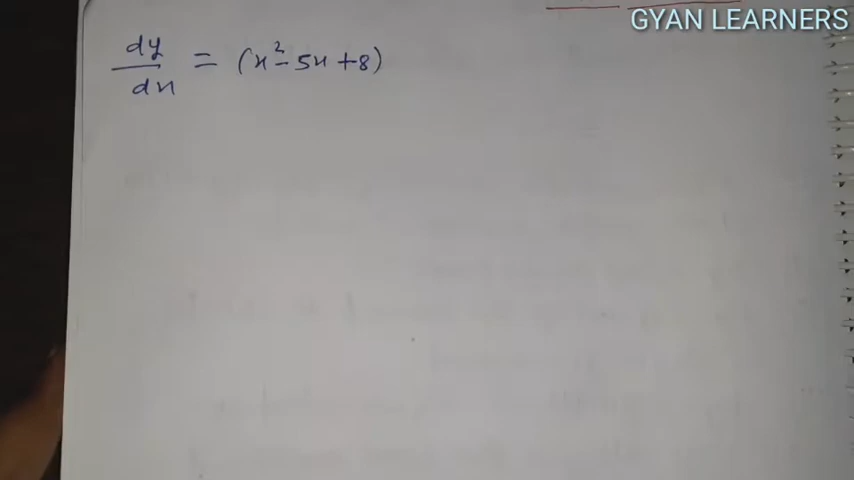 GYAN LEARNERS
dy/dx = (x² - 5x + 8)